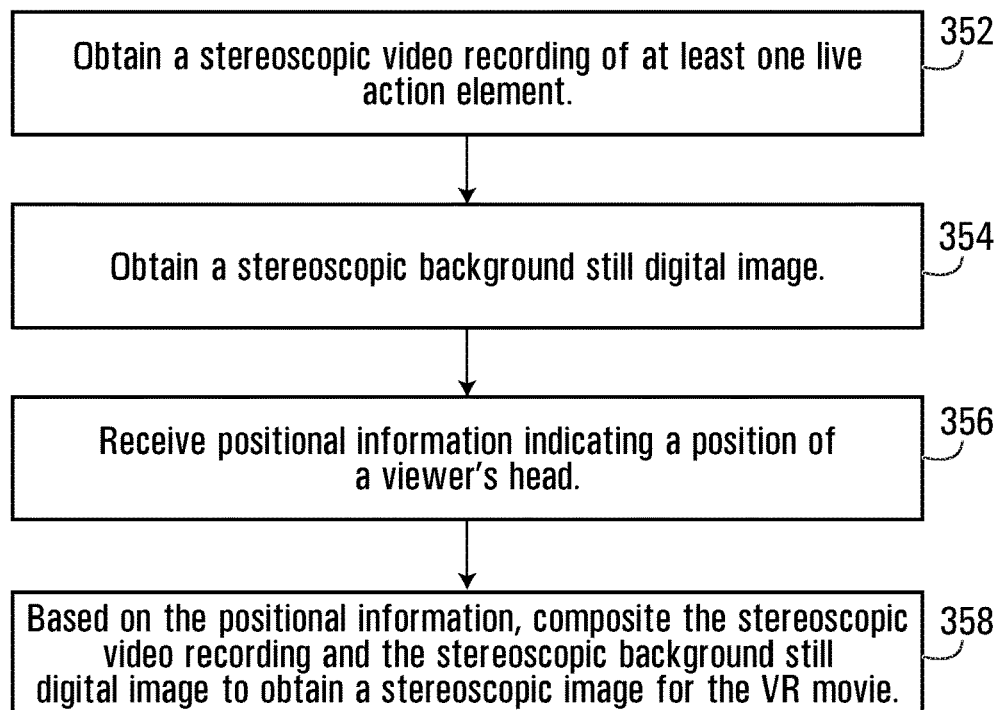 Obtain a stereoscopic video recording of at least one live
action element.
352
Obtain a stereoscopic background still digital image.
354
Receive positional information indicating a position of
a viewer's head.
356
Based on the positional information, composite the stereoscopic
video recording and the stereoscopic background still
digital image to obtain a stereoscopic image for the VR movie.
358